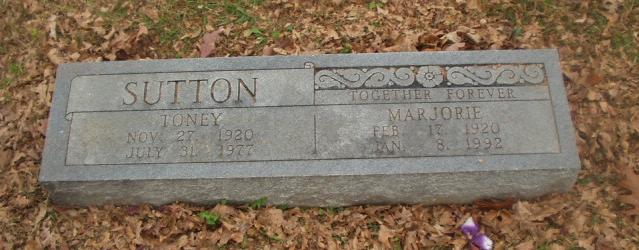 SUTTON
TOGETHER FOREVER
TONEY
NOV. 27, 1920
JULY 31, 1977
MARJORIE
FEB. 17, 1920
JAN. 8, 1992